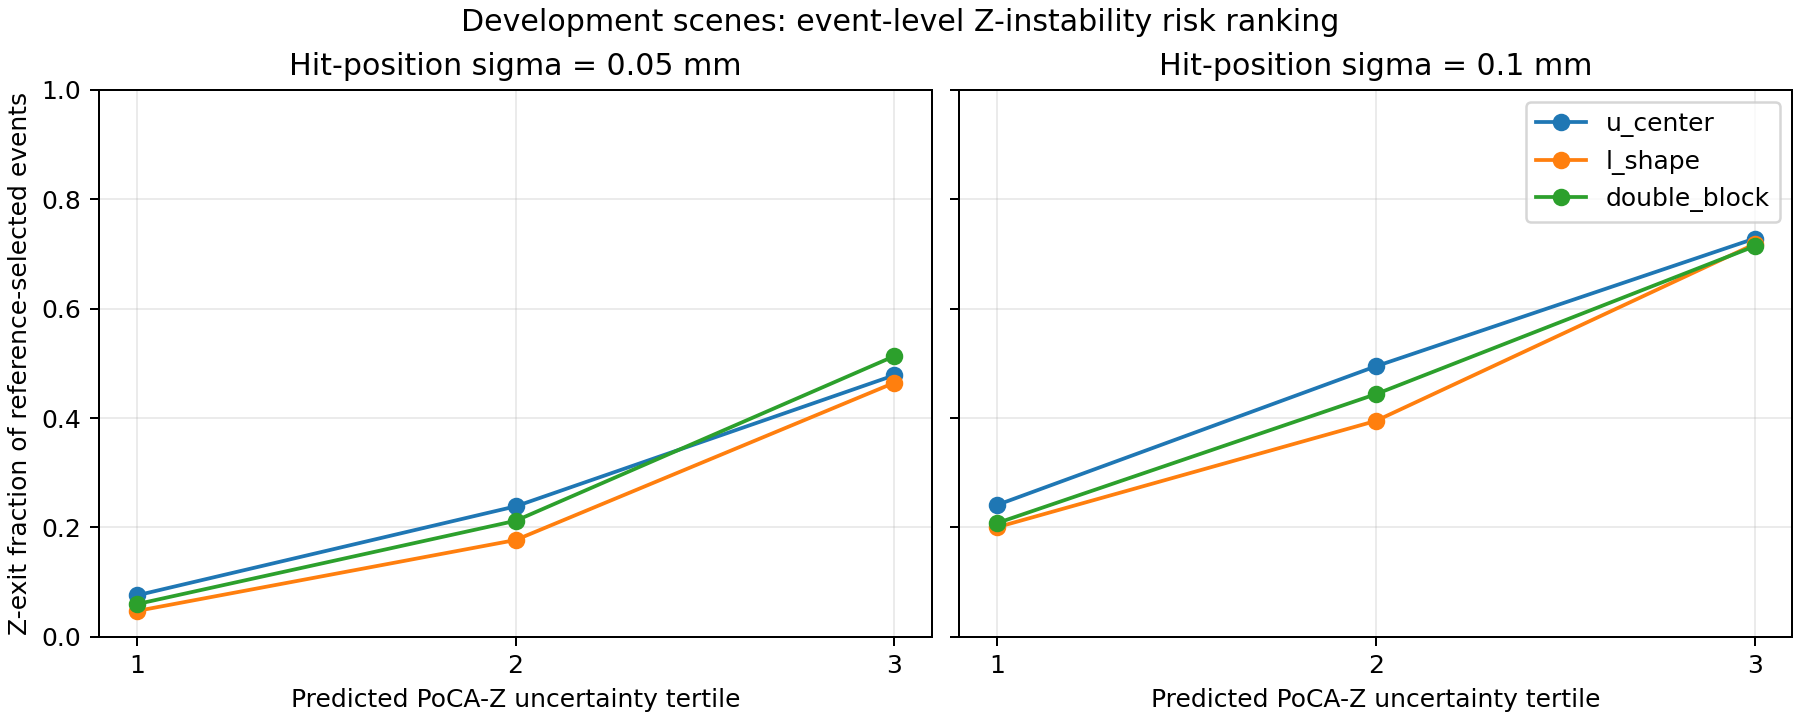 Development scenes: event-level Z-instability risk ranking
Hit-position sigma = 0.05 mm
Z-exit fraction of reference-selected events
1.0
0.8
0.6
0.4
0.2
0.0
1 2 3
Predicted PoCA-Z uncertainty tertile
Hit-position sigma = 0.1 mm
u_center
l_shape
double_block
1 2 3
Predicted PoCA-Z uncertainty tertile